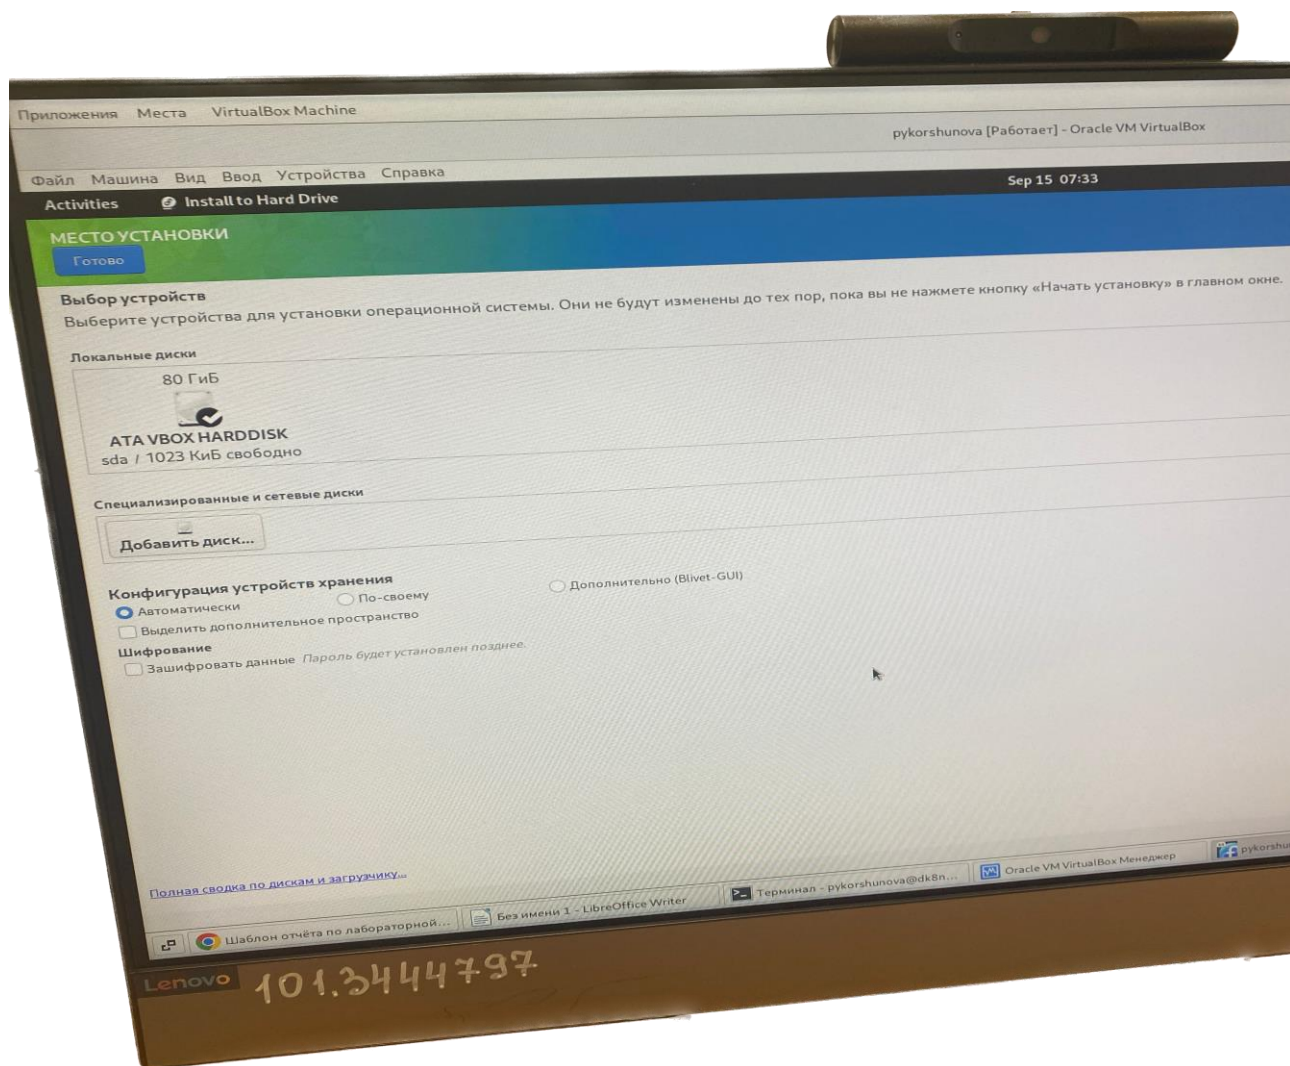 Приложения Места VirtualBox Machine
pykorshunova [Работает] - Oracle VM VirtualBox
Файл Машина Вид Ввод Устройства Справка
Activities Install to Hard Drive Sep 15 07:33
МЕСТО УСТАНОВКИ
Готово
Выбор устройств
Выберите устройства для установки операционной системы. Они не будут изменены до тех пор, пока вы не нажмете кнопку «Начать установку» в главном окне.
Локальные диски
80 ГиБ
ATA VBOX HARDDISK
sda / 1023 КиБ свободно
Специализированные и сетевые диски
Добавить диск...
Конфигурация устройств хранения
Автоматически По-своему Дополнительно (Blivet-GUI)
Выделить дополнительное пространство
Шифрование
Зашифровать данные Пароль будет установлен позднее.
Полная сводка по дискам и загрузчику...
Шаблон отчёта по лабораторной... Без имени 1 - LibreOffice Writer Терминал - pykorshunova@dk8n... Oracle VM VirtualBox Менеджер
Lenovo 101.3444797